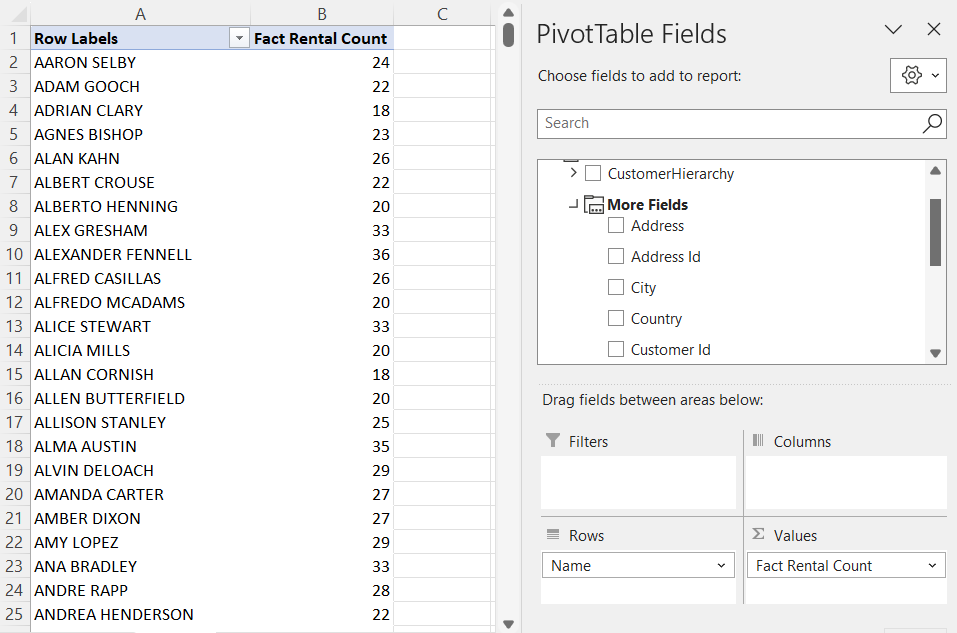 A B C
1 Row Labels Fact Rental Count
2 AARON SELBY 24
3 ADAM GOOCH 22
4 ADRIAN CLARY 18
5 AGNES BISHOP 23
6 ALAN KAHN 26
7 ALBERT CROUSE 22
8 ALBERTO HENNING 20
9 ALEX GRESHAM 33
10 ALEXANDER FENNELL 36
11 ALFRED CASILLAS 26
12 ALFREDO MCADAMS 20
13 ALICE STEWART 33
14 ALICIA MILLS 20
15 ALLAN CORNISH 18
16 ALLEN BUTTERFIELD 20
17 ALLISON STANLEY 25
18 ALMA AUSTIN 35
19 ALVIN DELOACH 29
20 AMANDA CARTER 27
21 AMBER DIXON 27
22 AMY LOPEZ 29
23 ANA BRADLEY 33
24 ANDRE RAPP 28
25 ANDREA HENDERSON 22
PivotTable Fields
Choose fields to add to report:
Search
CustomerHierarchy
More Fields
Address
Address Id
City
Country
Customer Id
Drag fields between areas below:
Filters
Columns
Rows
Σ Values
Name
Fact Rental Count